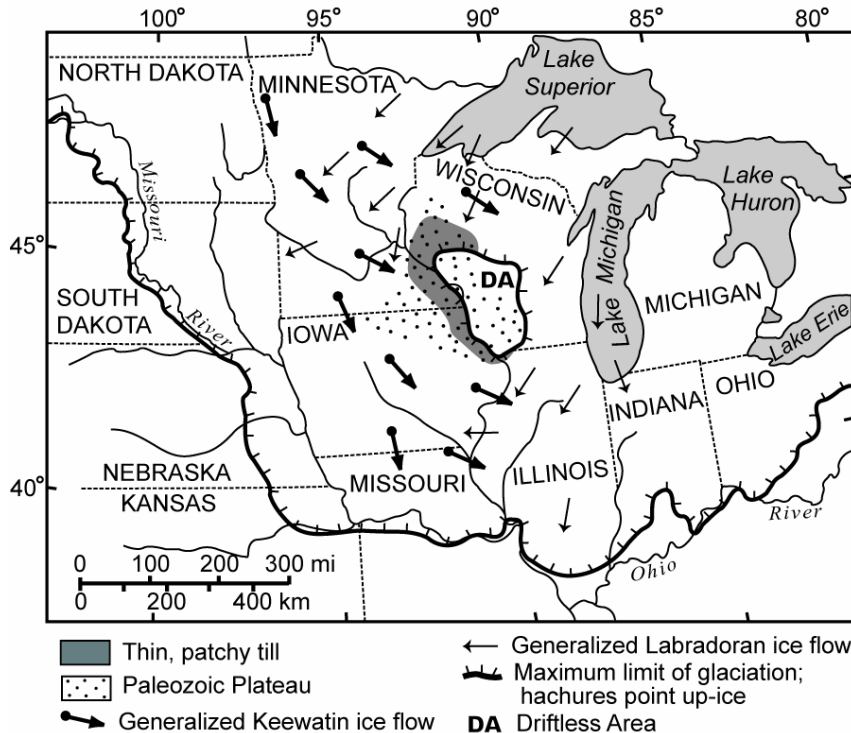 100° 95° 90° 85° 80°
NORTH DAKOTA
MINNESOTA
Lake
Superior
WISCONSIN
Lake
Huron
Missouri
45°
Lake Michigan
DA
MICHIGAN
SOUTH
DAKOTA
River
IOWA
Lake Erie
OHIO
INDIANA
NEBRASKA
KANSAS
MISSOURI
ILLINOIS
40°
River
Ohio
0 100 200 300 mi
0 200 400 km
Thin, patchy till
Paleozoic Plateau
Generalized Keewatin ice flow
Generalized Labradoran ice flow
Maximum limit of glaciation;
hachures point up-ice
DA Driftless Area